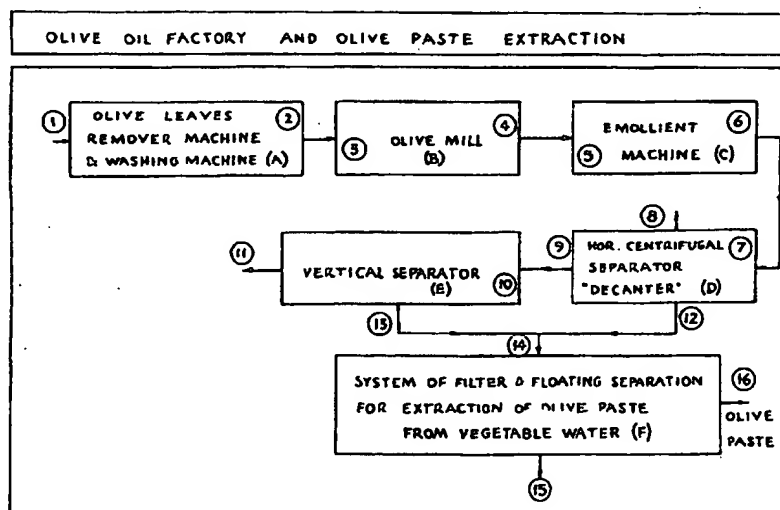 OLIVE OIL FACTORY AND OLIVE PASTE EXTRACTION
①
OLIVE LEAVES
REMOVER MACHINE
& WASHING MACHINE (A)
②
③
OLIVE MILL
(B)
④
EMOLLIENT
MACHINE (C)
⑤
⑥
⑧
⑪
VERTICAL SEPARATOR
(E)
⑩
⑨
HOR. CENTRIFUGAL
SEPARATOR
"DECANTER" (D)
⑦
⑬
⑭
⑫
SYSTEM OF FILTER & FLOATING SEPARATION
FOR EXTRACTION OF OLIVE PASTE
FROM VEGETABLE WATER (F)
⑯
OLIVE
PASTE
⑮